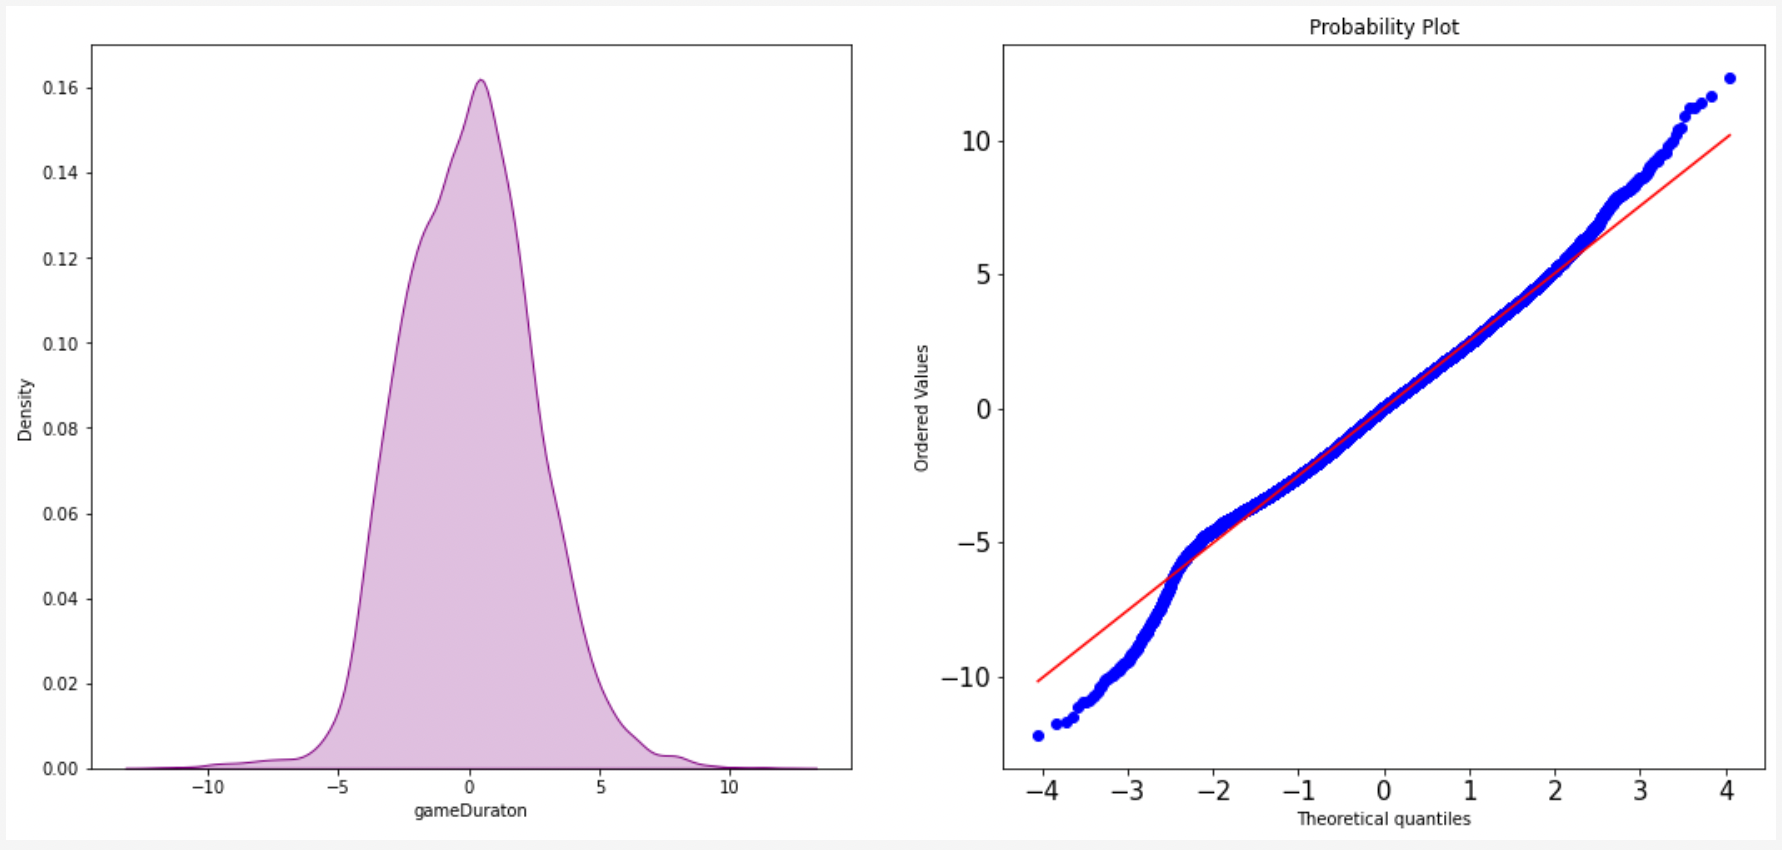 Probability Plot
0.16
0.14
0.12
0.10
0.08
0.06
0.04
0.02
0.00
Density
−10 −5 0 5 10
gameDuraton
10
5
0
−5
−10
Ordered Values
−4 −3 −2 −1 0 1 2 3 4
Theoretical quantiles